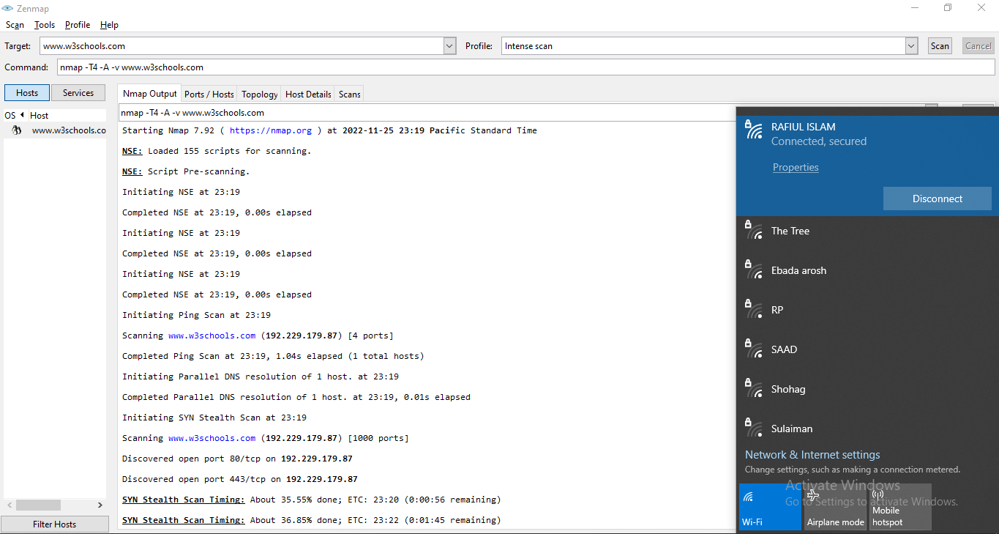 Zenmap
Scan Tools Profile Help
Target: www.w3schools.com Profile: Intense scan Scan Cancel
Command: nmap -T4 -A -v www.w3schools.com
Hosts Services
OS Host
www.w3schools.co
Filter Hosts
Nmap Output Ports / Hosts Topology Host Details Scans
nmap -T4 -A -v www.w3schools.com
Starting Nmap 7.92 ( https://nmap.org ) at 2022-11-25 23:19 Pacific Standard Time
NSE: Loaded 155 scripts for scanning.
NSE: Script Pre-scanning.
Initiating NSE at 23:19
Completed NSE at 23:19, 0.00s elapsed
Initiating NSE at 23:19
Completed NSE at 23:19, 0.00s elapsed
Initiating NSE at 23:19
Completed NSE at 23:19, 0.00s elapsed
Initiating Ping Scan at 23:19
Scanning www.w3schools.com (192.229.179.87) [4 ports]
Completed Ping Scan at 23:19, 1.04s elapsed (1 total hosts)
Initiating Parallel DNS resolution of 1 host. at 23:19
Completed Parallel DNS resolution of 1 host. at 23:19, 0.01s elapsed
Initiating SYN Stealth Scan at 23:19
Scanning www.w3schools.com (192.229.179.87) [1000 ports]
Discovered open port 80/tcp on 192.229.179.87
Discovered open port 443/tcp on 192.229.179.87
SYN Stealth Scan Timing: About 35.55% done; ETC: 23:20 (0:00:56 remaining)
SYN Stealth Scan Timing: About 36.85% done; ETC: 23:22 (0:01:45 remaining)
RAFIUL ISLAM
Connected, secured
Properties
Disconnect
The Tree
Ebada arosh
RP
SAAD
Shohag
Sulaiman
Network & Internet settings
Change settings, such as making a connection metered.
Activate Windows
Go to Settings to activate Windows.
Wi-Fi
Airplane mode
Mobile
hotspot